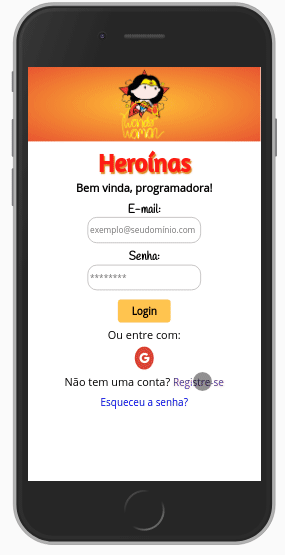 Wonder
Woman
Heroínas
Bem vinda, programadora!
E-mail:
exemplo@seudomínio.com
Senha:
********
Login
Ou entre com:
G
Não tem uma conta? Registre-se
Esqueceu a senha?